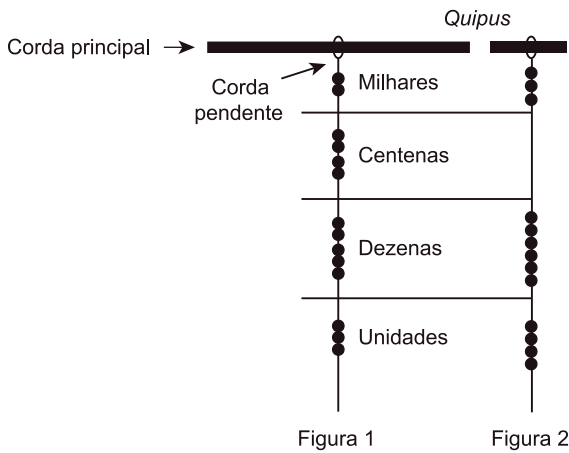 Quipus
Corda principal
Corda
pendente
Milhares
Centenas
Dezenas
Unidades
Figura 1
Figura 2